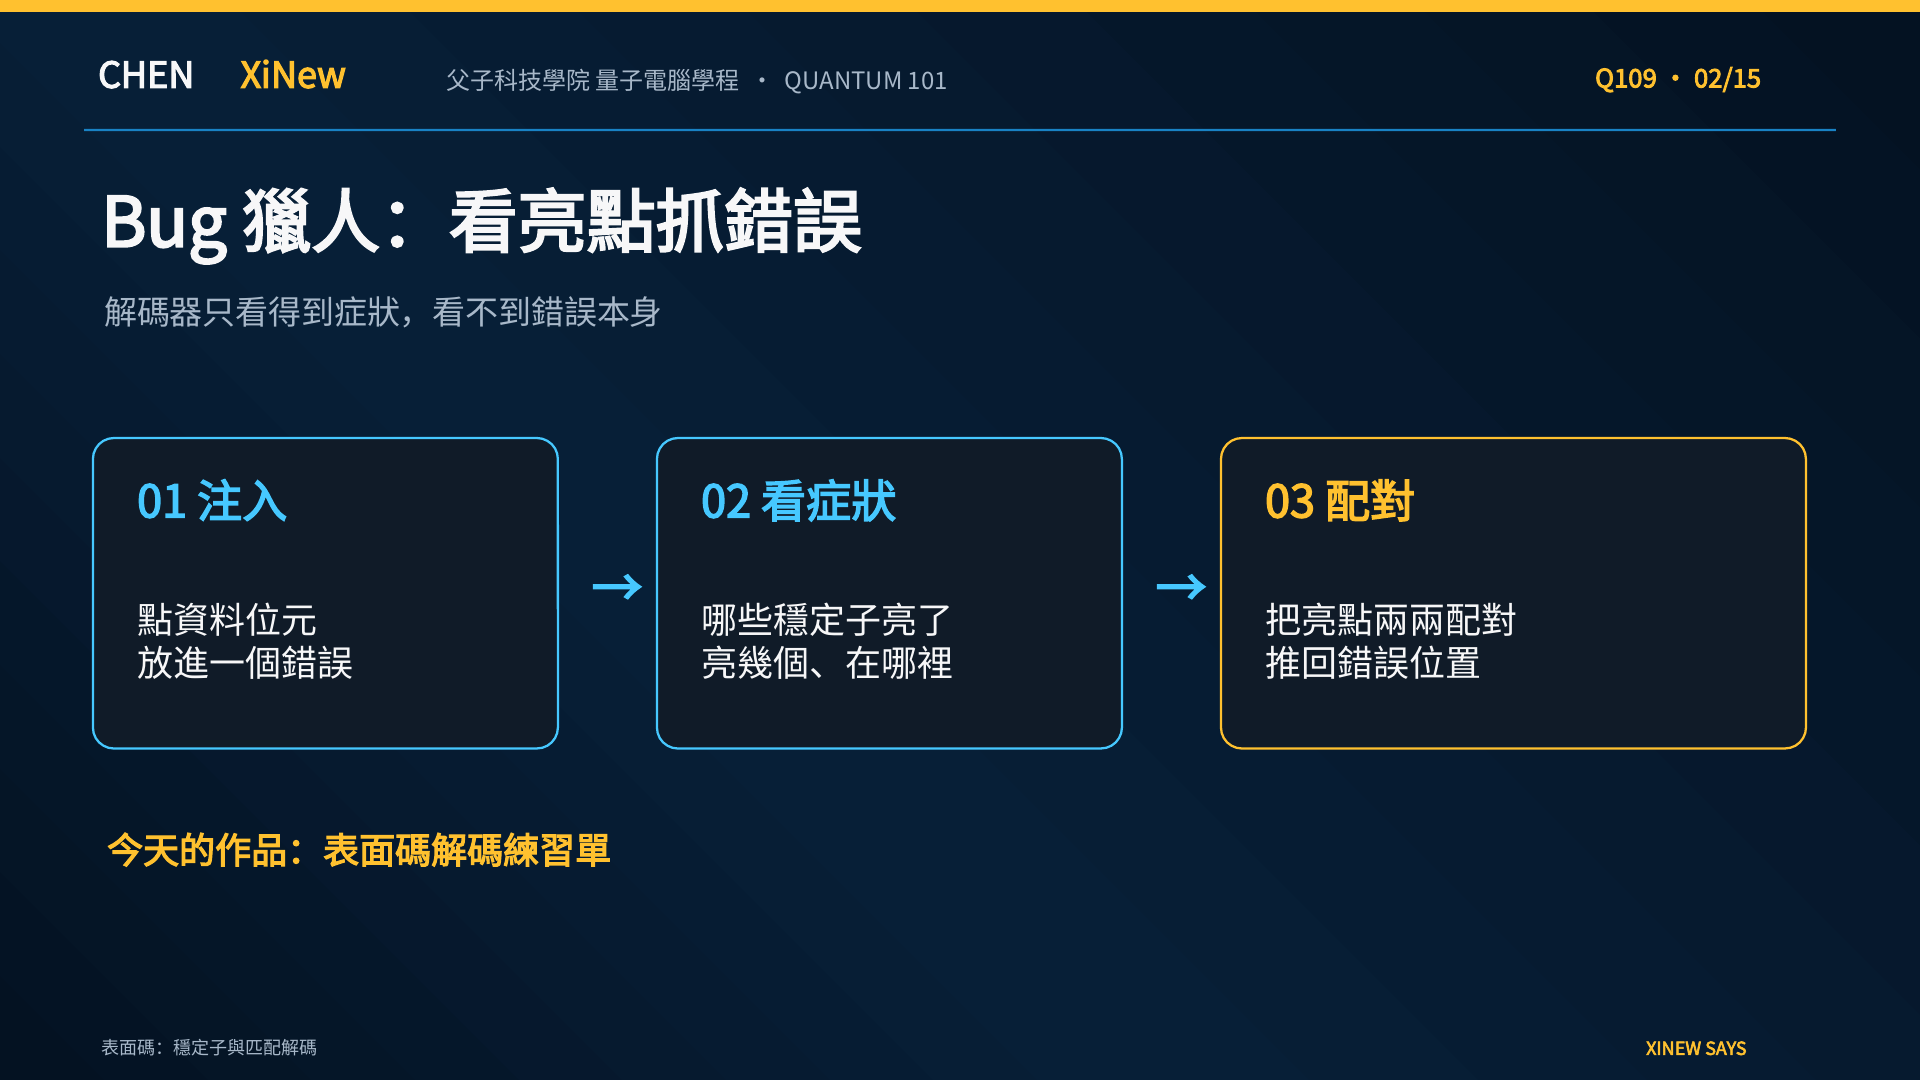 CHEN XiNew 父子科技學院 量子電腦學程 · QUANTUM 101 Q109 · 02/15
Bug 獵人：看亮點抓錯誤
解碼器只看得到症狀，看不到錯誤本身
01 注入
點資料位元
放進一個錯誤
→
02 看症狀
哪些穩定子亮了
亮幾個、在哪裡
→
03 配對
把亮點兩兩配對
推回錯誤位置
今天的作品：表面碼解碼練習單
表面碼：穩定子與匹配解碼
XINEW SAYS